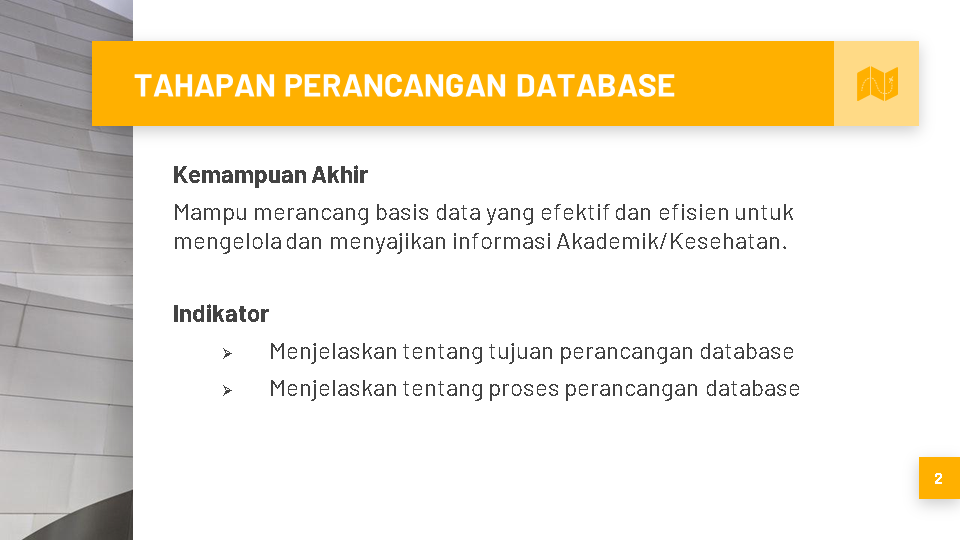 TAHAPAN PERANCANGAN DATABASE
Kemampuan Akhir
Mampu merancang basis data yang efektif dan efisien untuk
mengelola dan menyajikan informasi Akademik/Kesehatan.
Indikator
➢ Menjelaskan tentang tujuan perancangan database
➢ Menjelaskan tentang proses perancangan database
2